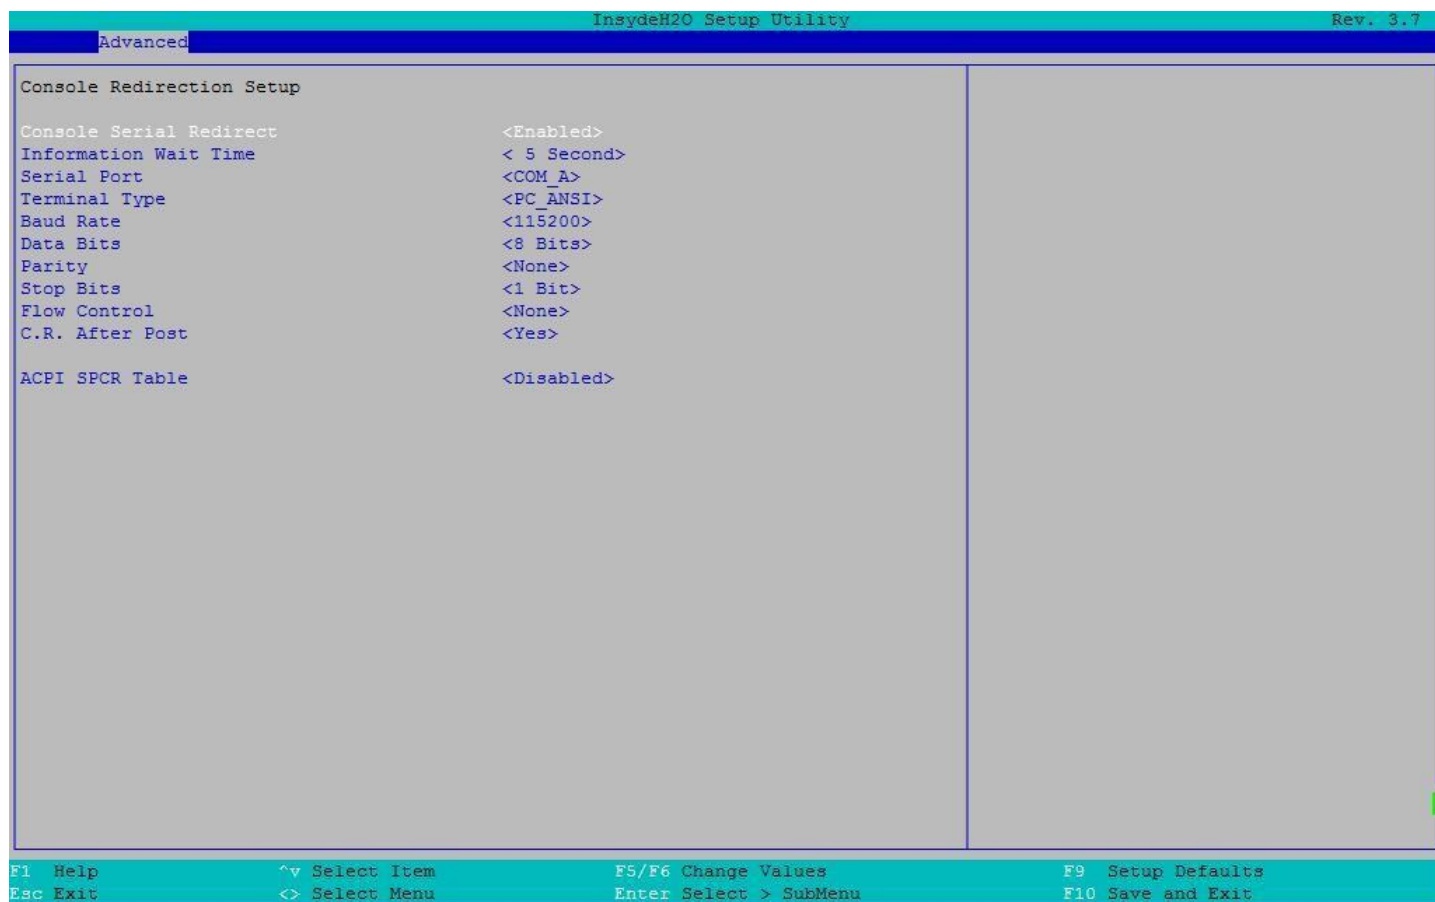 InsydeH2O Setup Utility Rev. 3.7
Advanced
Console Redirection Setup
Console Serial Redirect <Enabled>
Information Wait Time < 5 Second>
Serial Port <COM_A>
Terminal Type <PC_ANSI>
Baud Rate <115200>
Data Bits <8 Bits>
Parity <None>
Stop Bits <1 Bit>
Flow Control <None>
C.R. After Post <Yes>
ACPI SPCR Table <Disabled>
F1 Help ^v Select Item F5/F6 Change Values F9 Setup Defaults
Esc Exit <> Select Menu Enter Select > SubMenu F10 Save and Exit